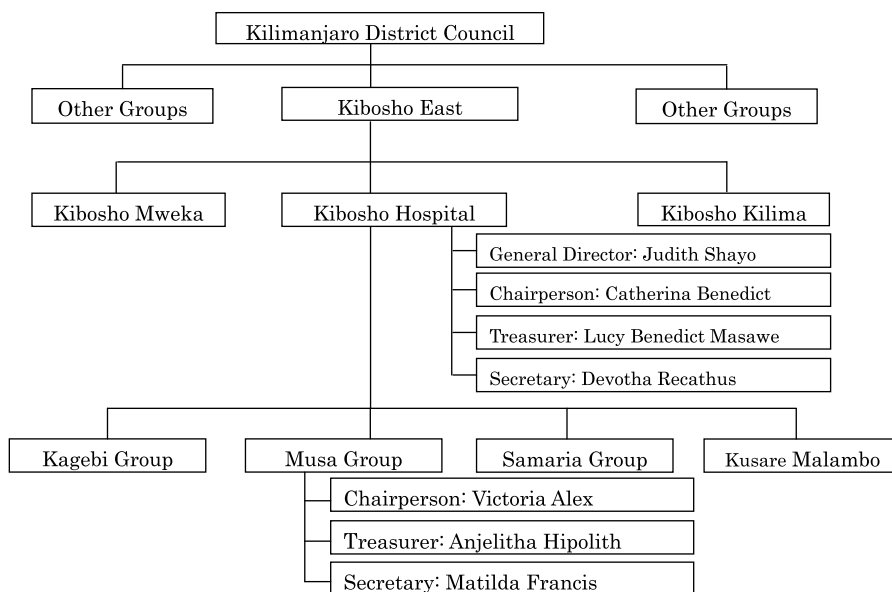 Kilimanjaro District Council
Other Groups
Kibosho East
Other Groups
Kibosho Mweka
Kibosho Hospital
Kibosho Kilima
General Director: Judith Shayo
Chairperson: Catherina Benedict
Treasurer: Lucy Benedict Masawe
Secretary: Devotha Recathus
Kagebi Group
Musa Group
Samaria Group
Kusare Malambo
Chairperson: Victoria Alex
Treasurer: Anjelitha Hipolith
Secretary: Matilda Francis